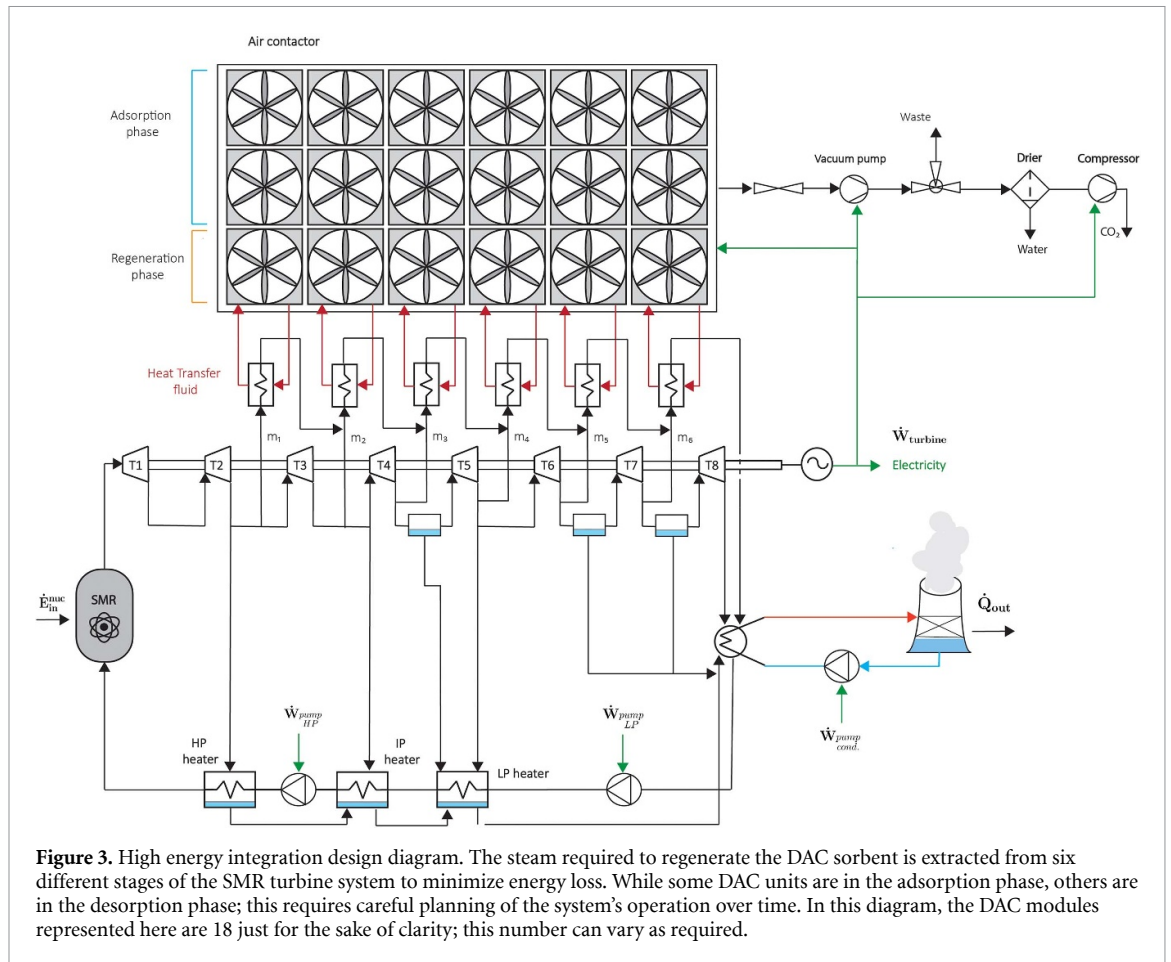 Air contactor
Adsorption
phase
Regeneration
phase
Waste
Vacuum pump
Drier
Compressor
Water
CO₂
Heat Transfer
fluid
m₁
m₂
m₃
m₄
m₅
m₆
T1
T2
T3
T4
T5
T6
T7
T8
Ẇturbine
Electricity
Ėnuc in
SMR
Q̇out
Ẇpump HP
Ẇpump LP
Ẇpump cond.
HP
heater
IP
heater
LP heater
Figure 3. High energy integration design diagram. The steam required to regenerate the DAC sorbent is extracted from six
different stages of the SMR turbine system to minimize energy loss. While some DAC units are in the adsorption phase, others are
in the desorption phase; this requires careful planning of the system's operation over time. In this diagram, the DAC modules
represented here are 18 just for the sake of clarity; this number can vary as required.